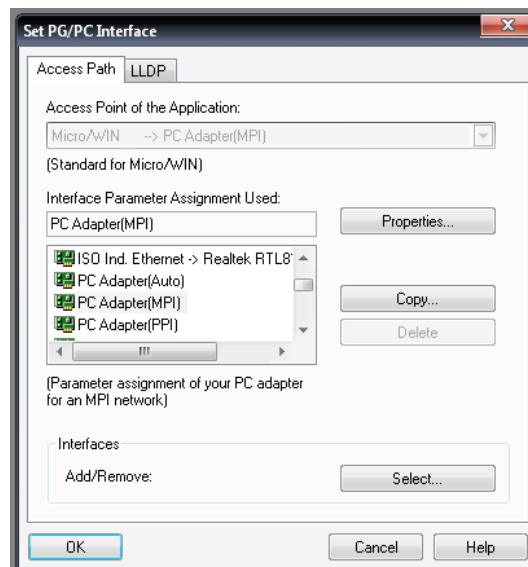 Set PG/PC Interface
Access Path LLDP
Access Point of the Application:
Micro/WIN --> PC Adapter(MPI)
(Standard for Micro/WIN)
Interface Parameter Assignment Used:
PC Adapter(MPI)
Properties...
ISO Ind. Ethernet -> Realtek RTL8
PC Adapter(Auto)
PC Adapter(MPI)
PC Adapter(PPI)
Copy...
Delete
(Parameter assignment of your PC adapter
for an MPI network)
Interfaces
Add/Remove:
Select...
OK
Cancel
Help